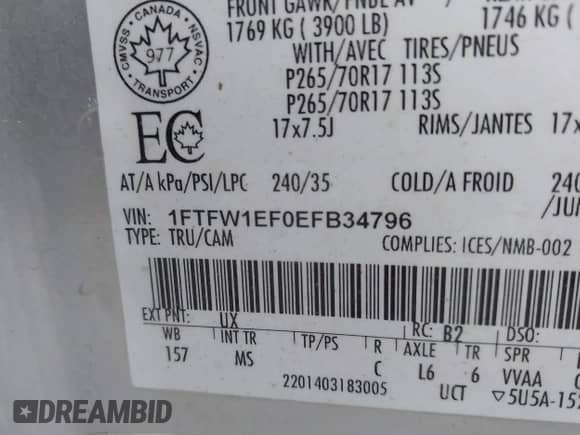 CANADA
CMVSS
NSVAC
977
TRANSPORT
EC
FRONT GAWR/PNBE AV
1769 KG ( 3900 LB)
1746 KG (
WITH/AVEC TIRES/PNEUS
P265/70R17 113S
P265/70R17 113S
17x7.5J RIMS/JANTES 17x
AT/A kPa/PSI/LPC 240/35 COLD/A FROID 240
/JUN
VIN: 1FTFW1EF0EFB34796
TYPE: TRU/CAM COMPLIES: ICES/NMB-002
EXT PNT: UX RC: B2 DSO:
WB INT TR TP/PS R AXLE TR SPR
157 MS C L6 6 VVAA
2201403183005 UCT ▽5U5A-152
DREAMBID